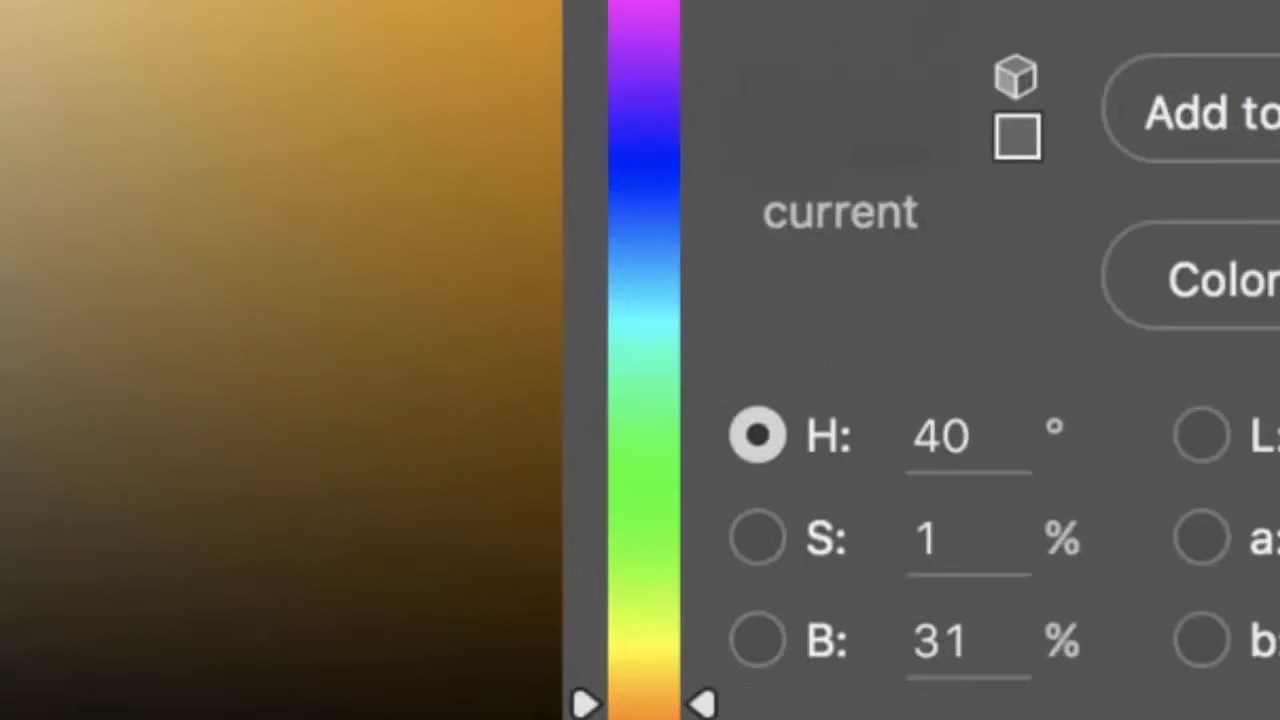 Add to
current
Color
H: 40 °
L:
S: 1 %
a:
B: 31 %
b: